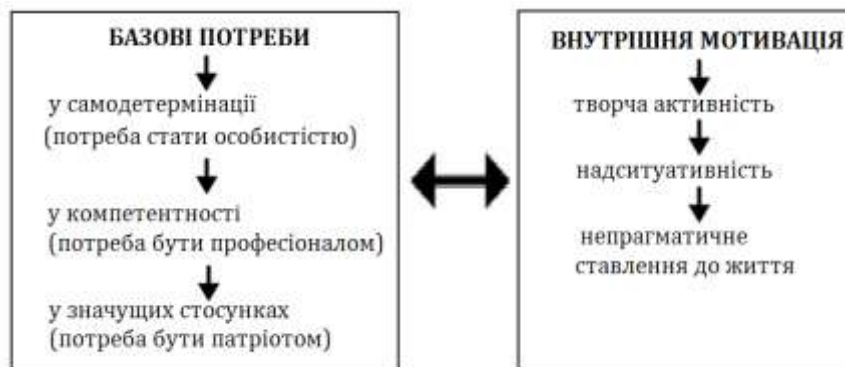 БАЗОВІ ПОТРЕБИ
у самодетермінації
(потреба стати особистістю)
у компетентності
(потреба бути професіоналом)
у значущих стосунках
(потреба бути патріотом)
ВНУТРІШНЯ МОТИВАЦІЯ
творча активність
надситуативність
непрагматичне
ставлення до життя